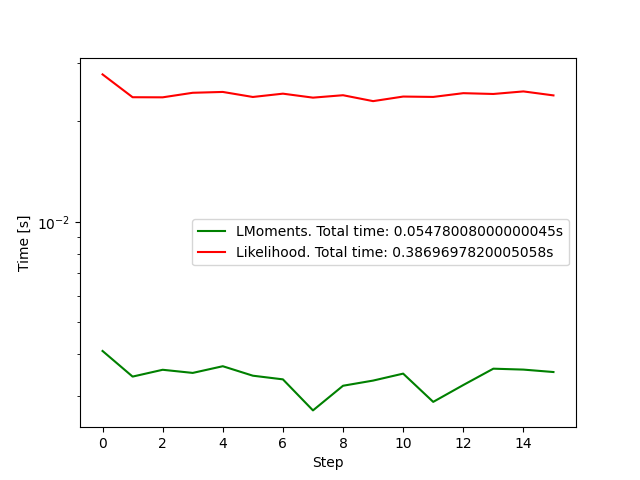 Time [s]
10⁻²
LMoments. Total time: 0.05478008000000045s
Likelihood. Total time: 0.3869697820005058s
0 2 4 6 8 10 12 14
Step